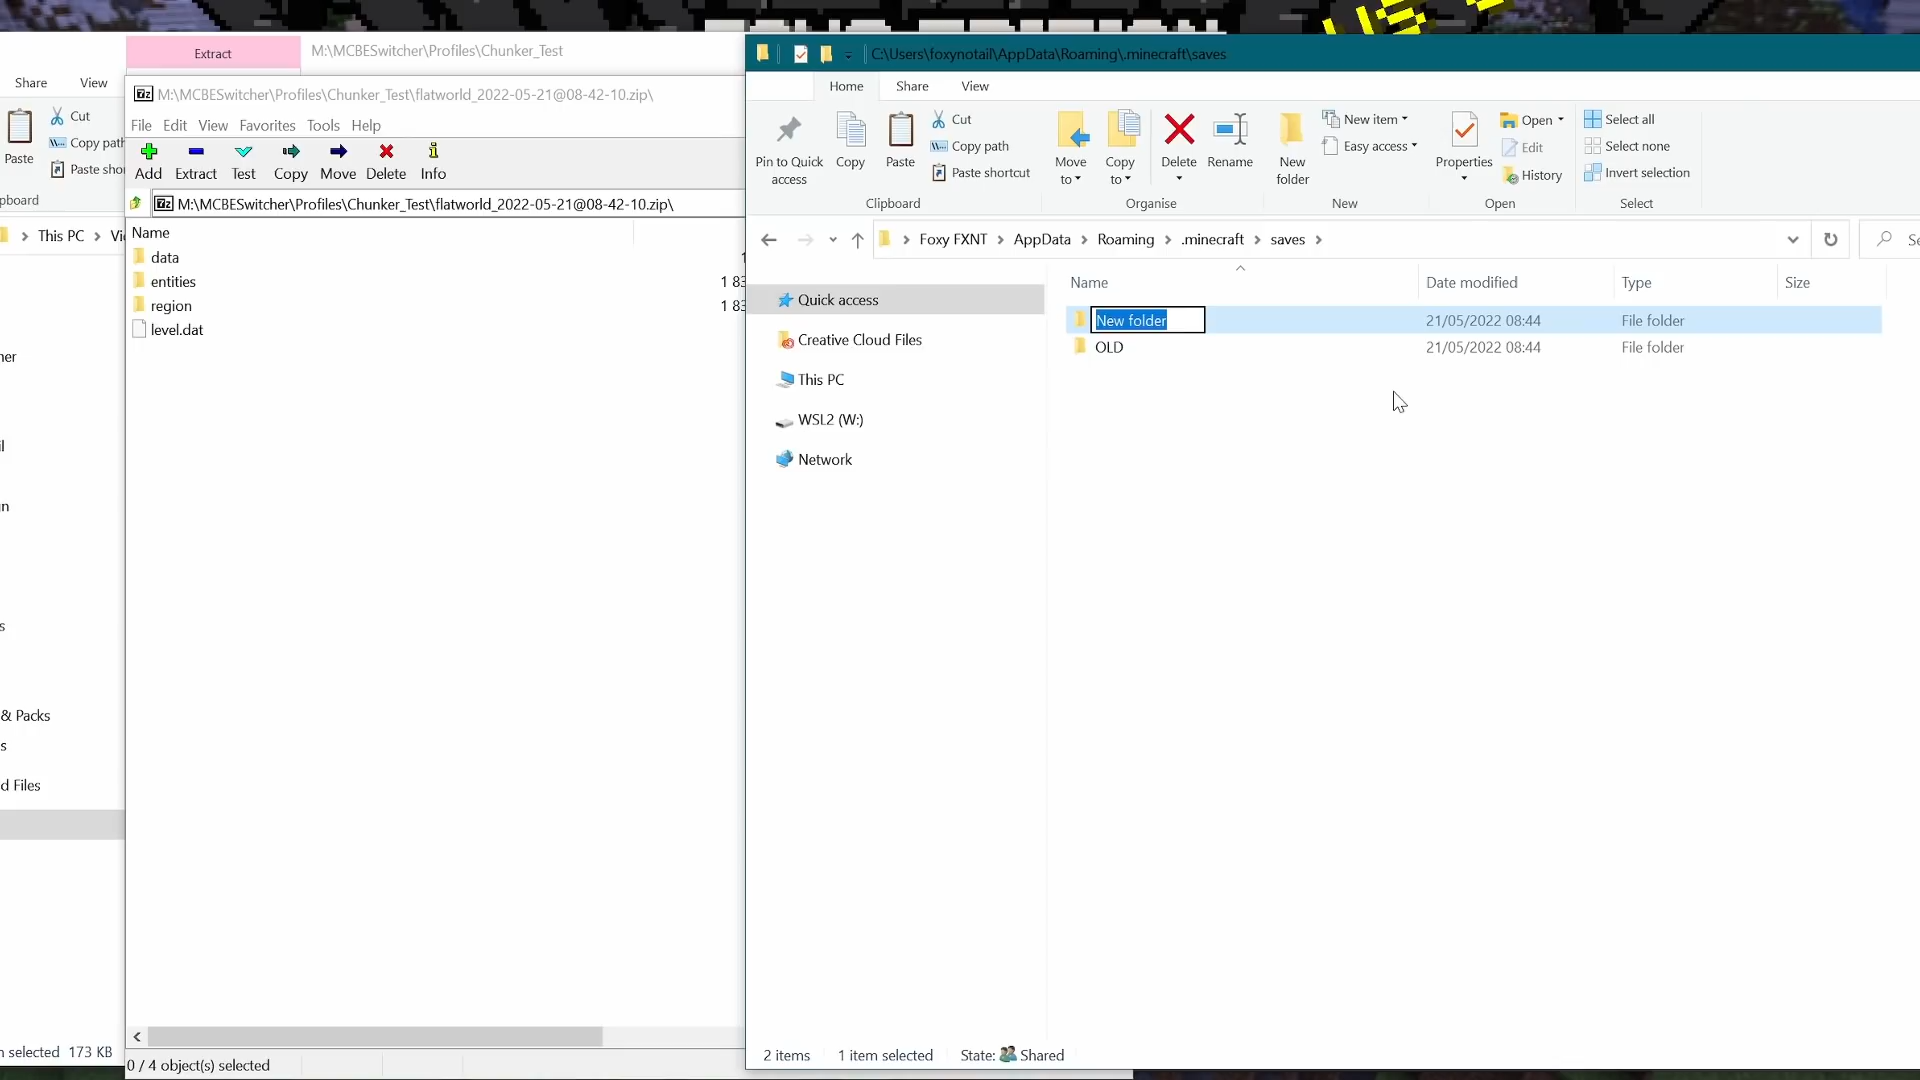 Extract
M:\MCBESwitcher\Profiles\Chunker_Test
Share
View
Cut
Copy path
Paste
pboard
This PC
& Packs
d Files
selected 173 KB
M:\MCBESwitcher\Profiles\Chunker_Test\flatworld_2022-05-21@08-42-10.zip\
File Edit View Favorites Tools Help
Add Extract Test Copy Move Delete Info
M:\MCBESwitcher\Profiles\Chunker_Test\flatworld_2022-05-21@08-42-10.zip\
Name
data 1
entities 1 83
region 1 83
level.dat
0 / 4 object(s) selected
C:\Users\foxynotail\AppData\Roaming\.minecraft\saves
Home Share View
Pin to Quick access
Copy
Paste
Cut
Copy path
Paste shortcut
Clipboard
Move to
Copy to
Delete
Rename
Organise
New folder
New item
Easy access
New
Properties
Open
Edit
History
Open
Select all
Select none
Invert selection
Select
Foxy FXNT > AppData > Roaming > .minecraft > saves >
Quick access
Creative Cloud Files
This PC
WSL2 (W:)
Network
Name Date modified Type Size
New folder 21/05/2022 08:44 File folder
OLD 21/05/2022 08:44 File folder
2 items 1 item selected State: Shared